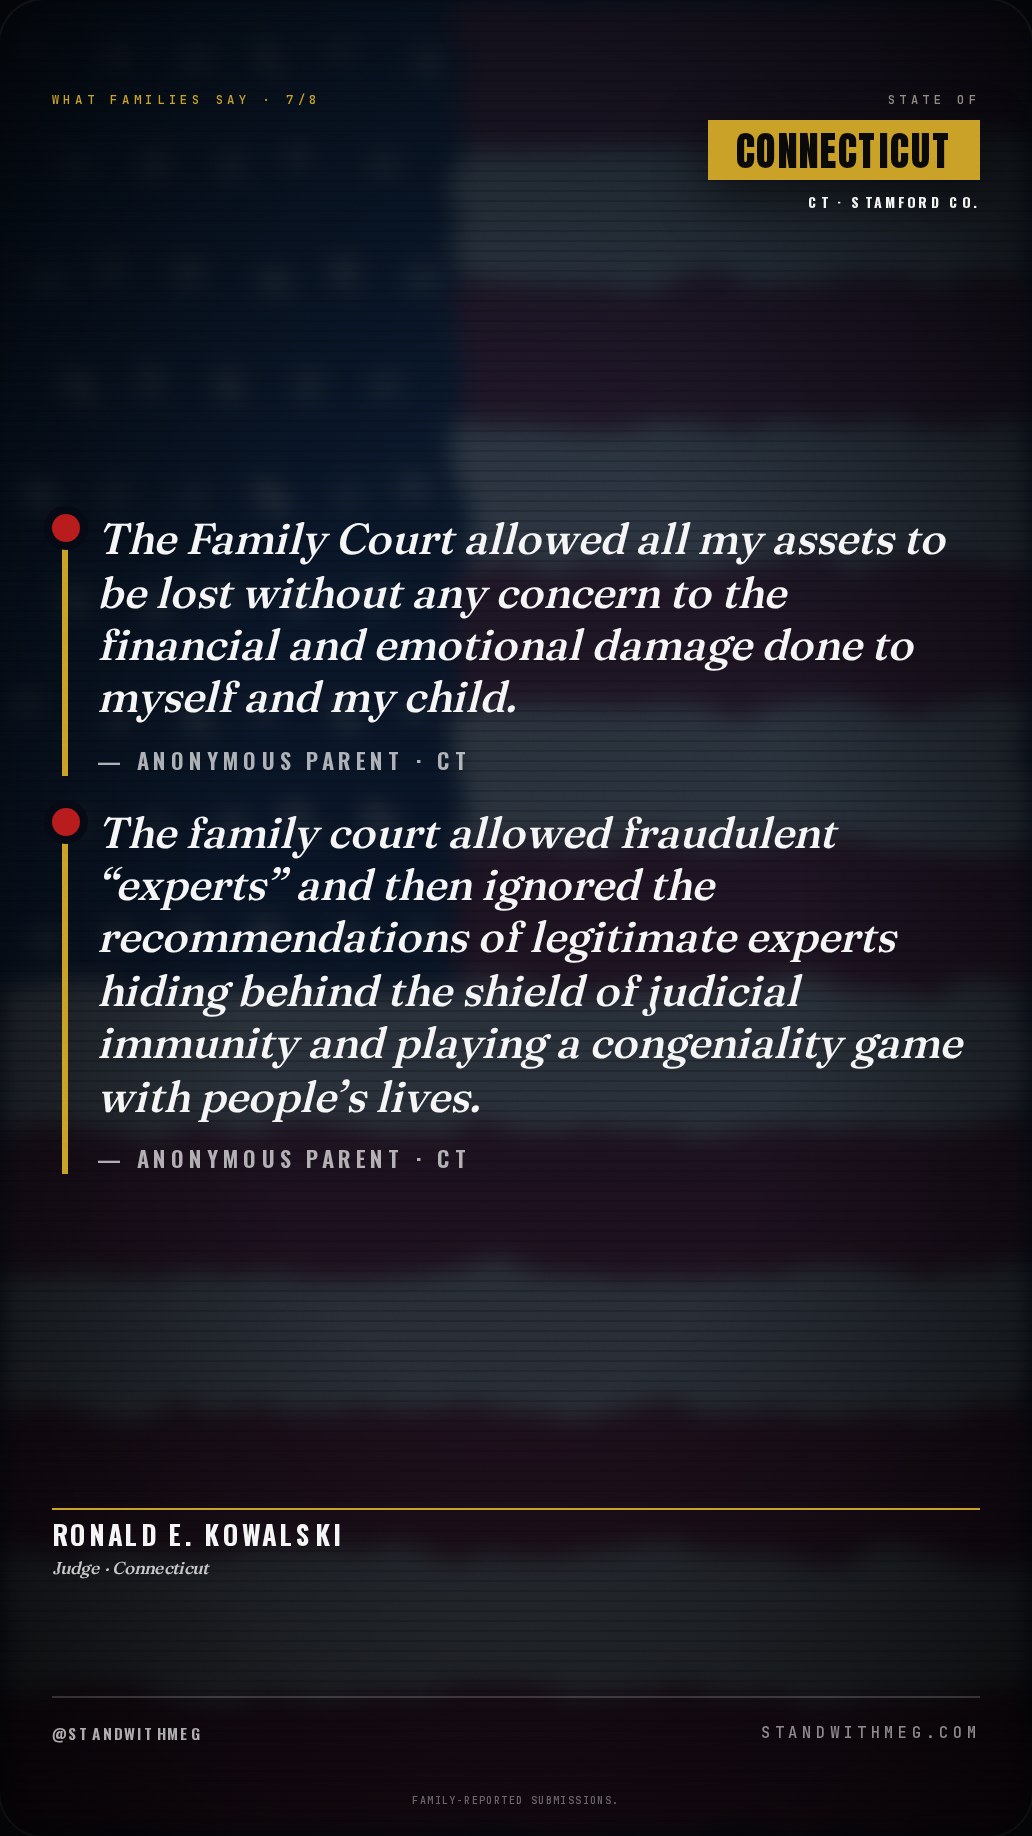 WHAT FAMILIES SAY · 7/8
STATE OF
CONNECTICUT
CT · STAMFORD CO.
The Family Court allowed all my assets to
be lost without any concern to the
financial and emotional damage done to
myself and my child.
— ANONYMOUS PARENT · CT
The family court allowed fraudulent
“experts” and then ignored the
recommendations of legitimate experts
hiding behind the shield of judicial
immunity and playing a congeniality game
with people’s lives.
— ANONYMOUS PARENT · CT
RONALD E. KOWALSKI
Judge · Connecticut
@STANDWITHMEG
STANDWITHMEG.COM
FAMILY-REPORTED SUBMISSIONS.